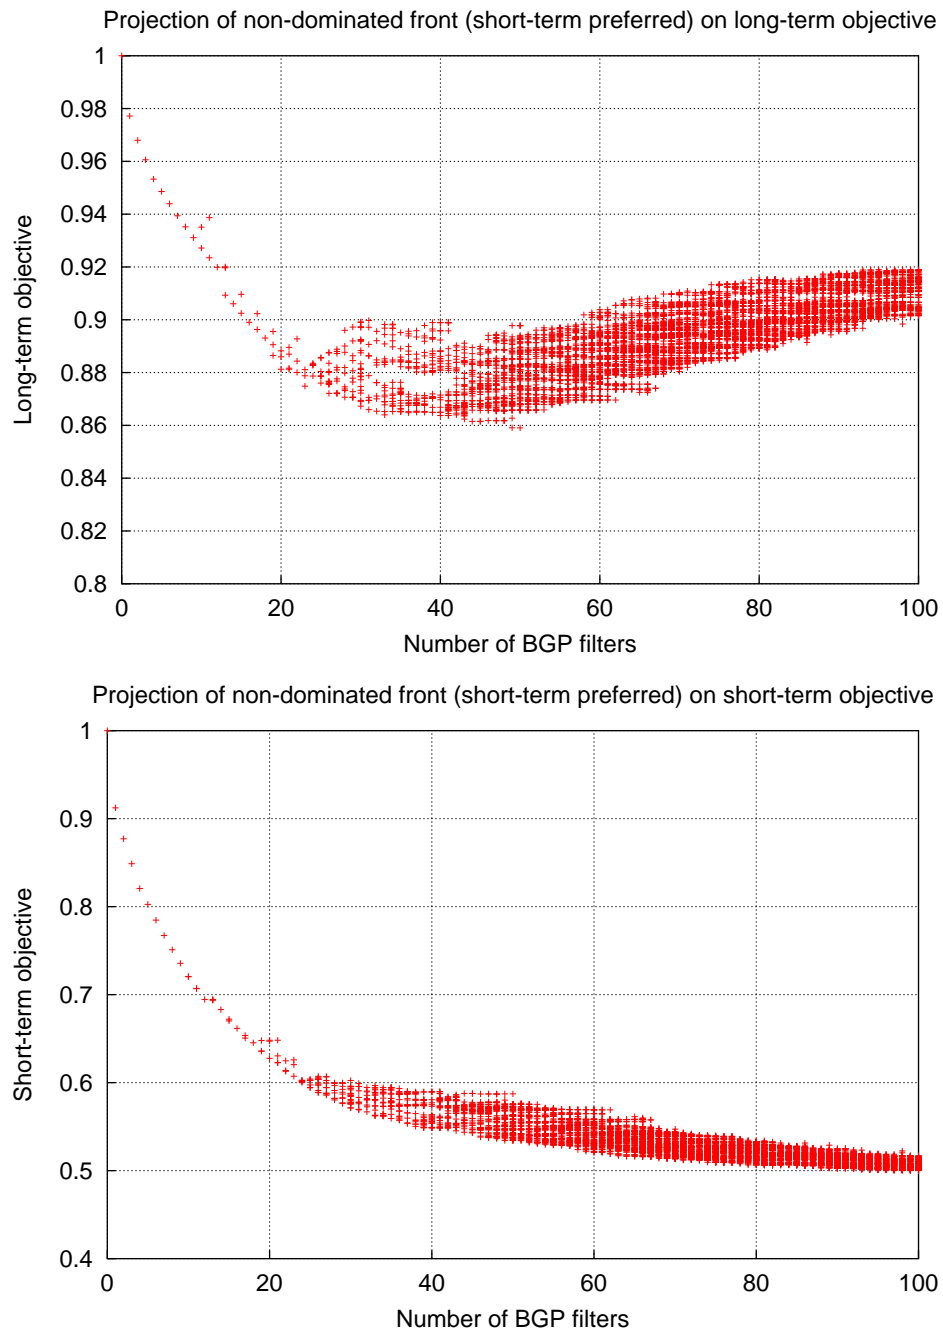 Projection of non-dominated front (short-term preferred) on long-term objective
1
0.98
0.96
0.94
0.92
0.9
0.88
0.86
0.84
0.82
0.8
Long-term objective
0 20 40 60 80 100
Number of BGP filters
Projection of non-dominated front (short-term preferred) on short-term objective
1
0.9
0.8
0.7
0.6
0.5
0.4
Short-term objective
0 20 40 60 80 100
Number of BGP filters